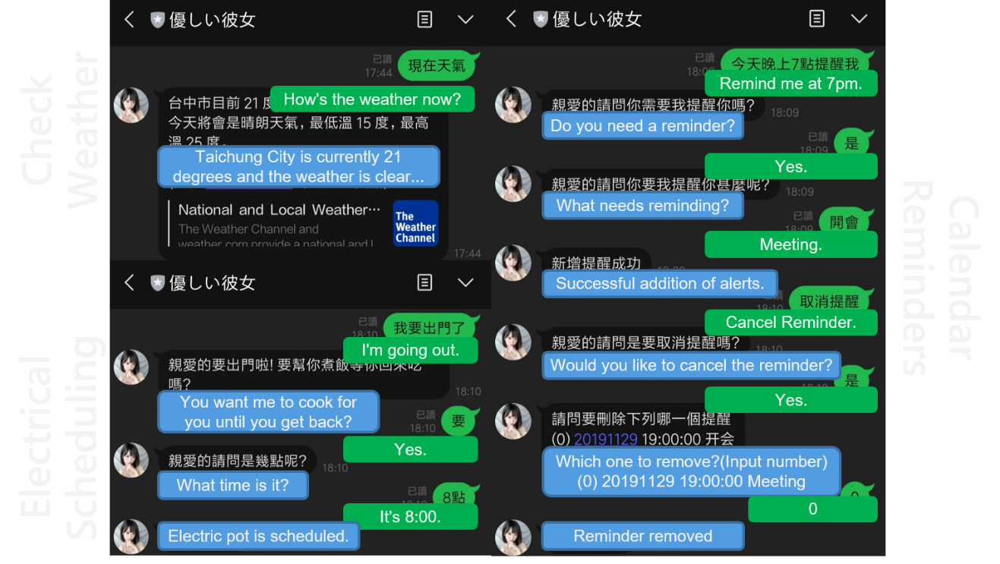 Check
Weather
優しい彼女
已讀
17:44
現在天氣
How's the weather now?
台中市目前 21
今天將會是晴朗天氣, 最低溫 15 度, 最高
溫 25 度。
Taichung City is currently 21
degrees and the weather is clear...
National and Local Weather⋯
The Weather Channel and
weather.com provide a national and l
The
Weather
Channel
17:44
Electrical
Scheduling
優しい彼女
已讀
18:10
我要出門了
I'm going out.
親愛的要出門啦! 要幫你煮飯等你回來吃
嗎?
18:10
You want me to cook for
you until you get back?
已讀
18:10
要
Yes.
親愛的請問是幾點呢?
18:10
What time is it?
已讀
18:10
8點
It's 8:00.
Electric pot is scheduled.
優しい彼女
已讀
今天晚上7點提醒我
Remind me at 7pm.
親愛的請問你需要我提醒你嗎?
18:09
Do you need a reminder?
已讀
18:09
是
Yes.
親愛的請問你要我提醒你甚麼呢?
18:09
What needs reminding?
已讀
18:09
開會
Meeting.
新增提醒成功
Successful addition of alerts.
18:10
取消提醒
Cancel Reminder.
親愛的請問是要取消提醒嗎?
18:10
Would you like to cancel the reminder?
是
Yes.
請問要刪除下列哪一個提醒
(0) 20191129 19:00:00 开会
Which one to remove?(Input number)
(0) 20191129 19:00:00 Meeting
0
Reminder removed
Calendar
Reminders